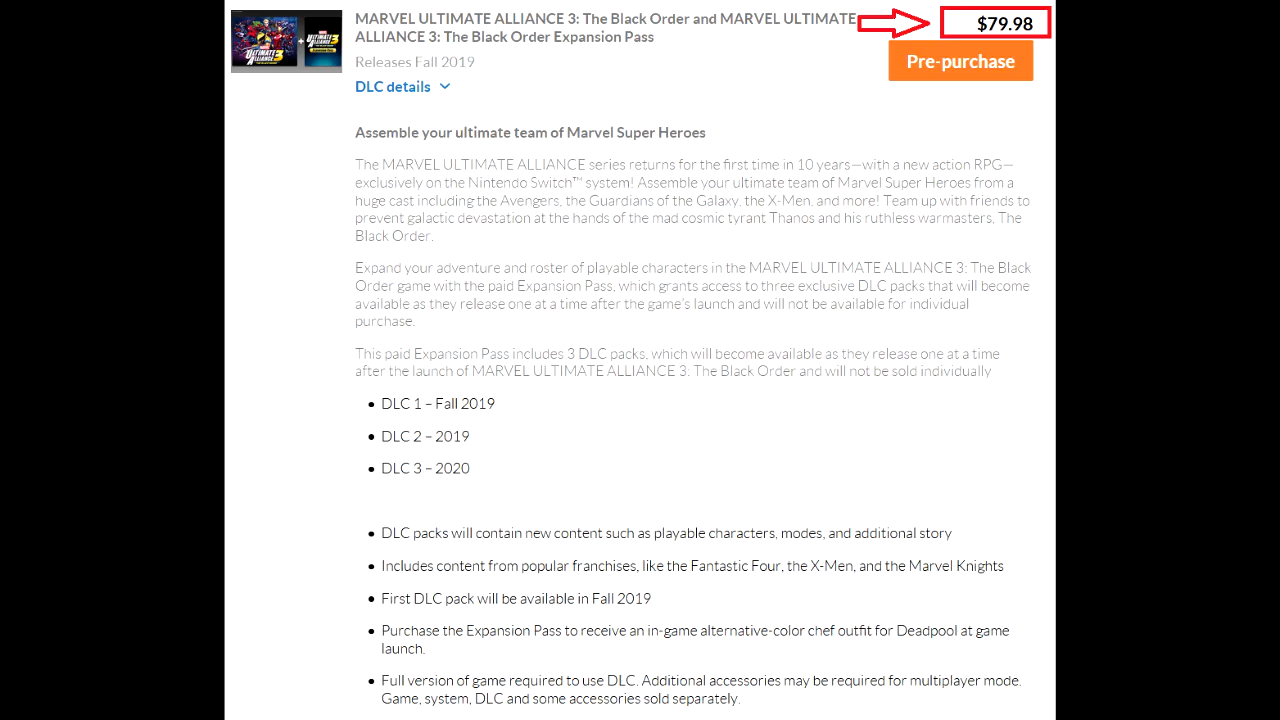 MARVEL ULTIMATE ALLIANCE 3: The Black Order and MARVEL ULTIMATE
ALLIANCE 3: The Black Order Expansion Pass
$79.98
Pre-purchase
Releases Fall 2019
DLC details
Assemble your ultimate team of Marvel Super Heroes
The MARVEL ULTIMATE ALLIANCE series returns for the first time in 10 years—with a new action RPG—
exclusively on the Nintendo Switch™ system! Assemble your ultimate team of Marvel Super Heroes from a
huge cast including the Avengers, the Guardians of the Galaxy, the X-Men, and more! Team up with friends to
prevent galactic devastation at the hands of the mad cosmic tyrant Thanos and his ruthless warmasters, The
Black Order.
Expand your adventure and roster of playable characters in the MARVEL ULTIMATE ALLIANCE 3: The Black
Order game with the paid Expansion Pass, which grants access to three exclusive DLC packs that will become
available as they release one at a time after the game's launch and will not be available for individual
purchase.
This paid Expansion Pass includes 3 DLC packs, which will become available as they release one at a time
after the launch of MARVEL ULTIMATE ALLIANCE 3: The Black Order and will not be sold individually
• DLC 1 – Fall 2019
• DLC 2 – 2019
• DLC 3 – 2020
• DLC packs will contain new content such as playable characters, modes, and additional story
• Includes content from popular franchises, like the Fantastic Four, the X-Men, and the Marvel Knights
• First DLC pack will be available in Fall 2019
• Purchase the Expansion Pass to receive an in-game alternative-color chef outfit for Deadpool at game
launch.
• Full version of game required to use DLC. Additional accessories may be required for multiplayer mode.
Game, system, DLC and some accessories sold separately.